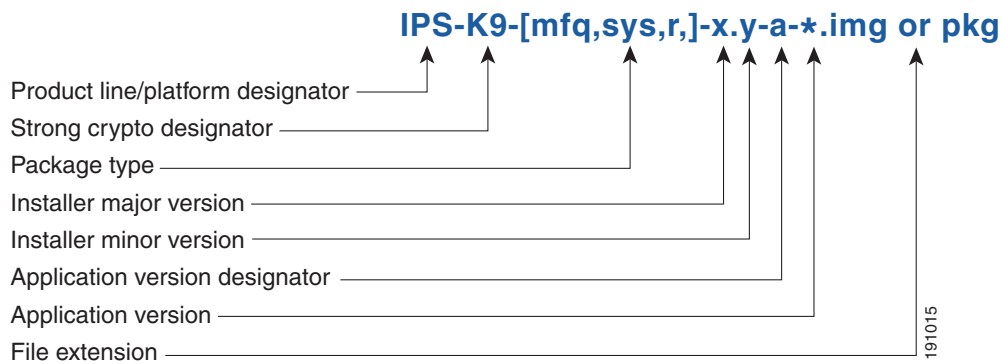 IPS-K9-[mfq,sys,r,]-x.y-a-*.img or pkg
Product line/platform designator
Strong crypto designator
Package type
Installer major version
Installer minor version
Application version designator
Application version
File extension
191015